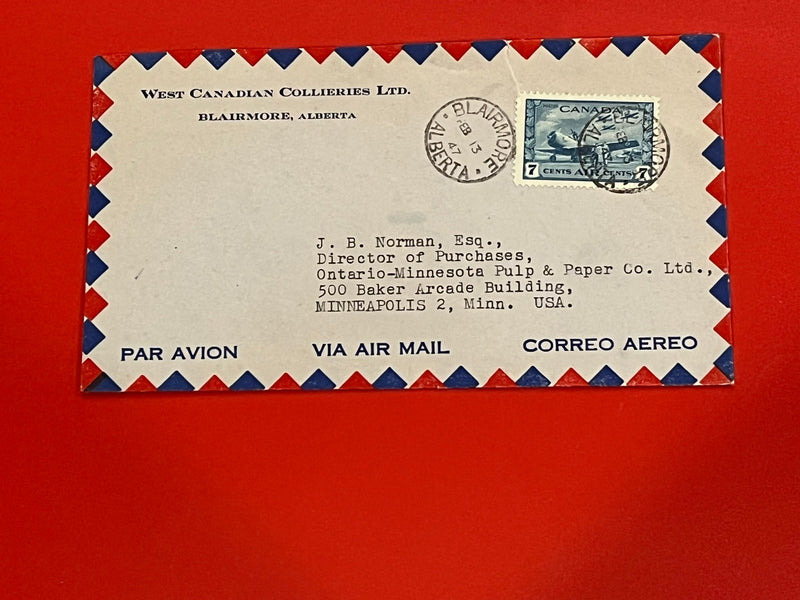 WEST CANADIAN COLLIERIES LTD.
BLAIRMORE, ALBERTA
BLAIRMORE
FEB 13
47
ALBERTA
CANADA
7 CENTS AIR CENTS 7
J. B. Norman, Esq.,
Director of Purchases,
Ontario-Minnesota Pulp & Paper Co. Ltd.,
500 Baker Arcade Building,
MINNEAPOLIS 2, Minn. USA.
PAR AVION VIA AIR MAIL CORREO AEREO